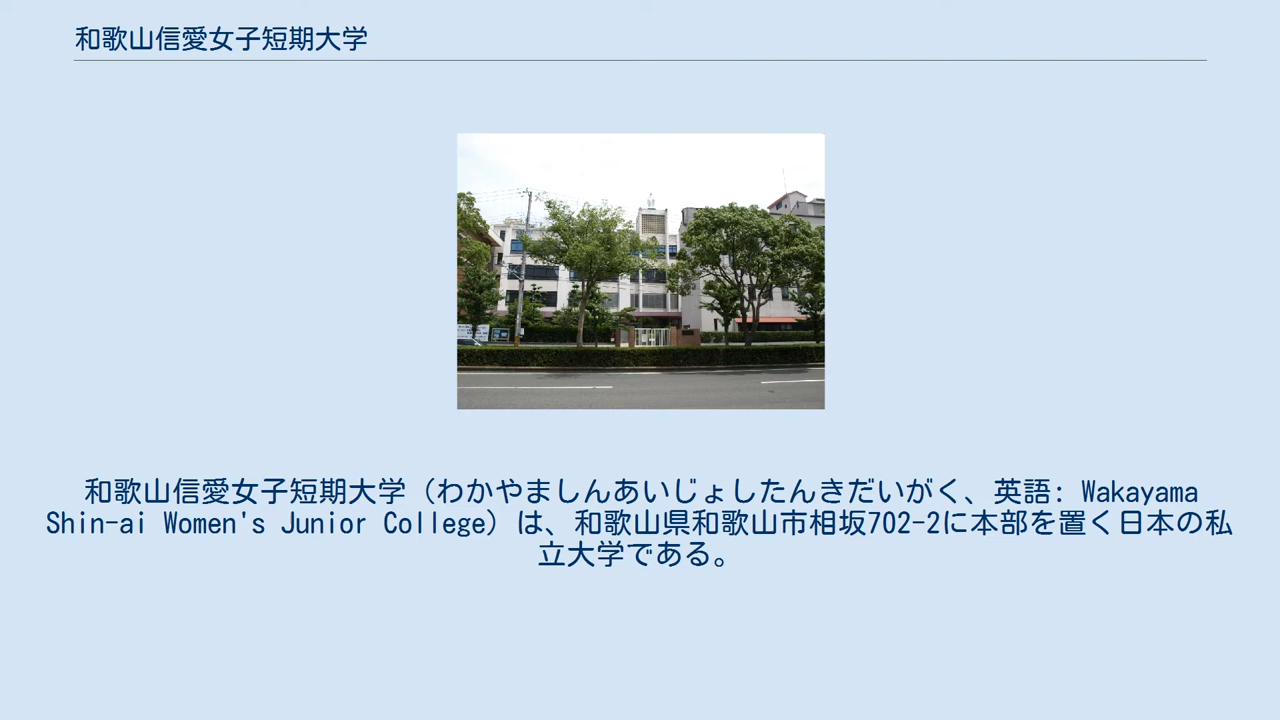 和歌山信愛女子短期大学
和歌山信愛女子短期大学（わかやましんあいじょしたんきだいがく、英語: Wakayama
Shin-ai Women's Junior College）は、和歌山県和歌山市相坂702-2に本部を置く日本の私
立大学である。